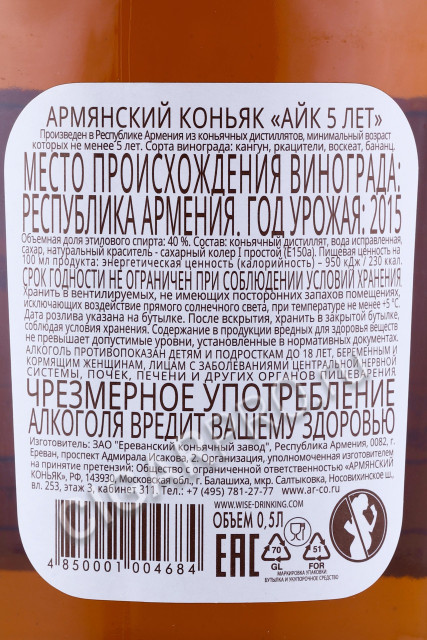 АРМЯНСКИЙ КОНЬЯК «АЙК 5 ЛЕТ»
Произведен в Республике Армения из коньячных дистиллятов, минимальный возраст
которых не менее 5 лет. Сорта винограда: кангун, ркацители, воскеат, бананц.
МЕСТО ПРОИСХОЖДЕНИЯ ВИНОГРАДА:
РЕСПУБЛИКА АРМЕНИЯ. ГОД УРОЖАЯ: 2015
Объемная доля этилового спирта: 40 %. Состав: коньячный дистиллят, вода исправленная,
сахар, натуральный краситель - сахарный колер I простой (Е150а). Пищевая ценность на
100 мл продукта: энергетическая ценность (калорийность) – 950 кДж / 230 ккал.
СРОК ГОДНОСТИ НЕ ОГРАНИЧЕН ПРИ СОБЛЮДЕНИИ УСЛОВИЙ ХРАНЕНИЯ
Хранить в вентилируемых, не имеющих посторонних запахов помещениях,
исключающих воздействие прямого солнечного света, при температуре не менее +5 °С.
Дата розлива указана на бутылке. После вскрытия, хранить в закрытой бутылке,
соблюдая условия хранения. Содержание в продукции вредных для здоровья веществ
не превышает допустимые уровни, установленные в нормативных документах.
АЛКОГОЛЬ ПРОТИВОПОКАЗАН ДЕТЯМ И ПОДРОСТКАМ ДО 18 ЛЕТ, БЕРЕМЕННЫМ И
КОРМЯЩИМ ЖЕНЩИНАМ, ЛИЦАМ С ЗАБОЛЕВАНИЯМИ ЦЕНТРАЛЬНОЙ НЕРВНОЙ
СИСТЕМЫ, ПОЧЕК, ПЕЧЕНИ И ДРУГИХ ОРГАНОВ ПИЩЕВАРЕНИЯ
ЧРЕЗМЕРНОЕ УПОТРЕБЛЕНИЕ
АЛКОГОЛЯ ВРЕДИТ ВАШЕМУ ЗДОРОВЬЮ
Изготовитель: ЗАО "Ереванский коньячный завод", Республика Армения, 0082, г.
Ереван, проспект Адмирала Исакова, 2. Организация, уполномоченная изготовителем
на принятие претензий: Общество с ограниченной ответственностью «АРМЯНСКИЙ
КОНЬЯК», РФ, 143930, Московская обл., г. Балашиха, мкр. Салтыковка, Носовихинское ш.,
вл. 253, этаж 3, кабинет 311. Тел.: +7 (495) 781-27-77 www.ar-co.ru
WWW.WISE-DRINKING.COM
ОБЪЕМ 0,5Л
EAC
70
GL
51
FOR
МАРКИРОВКА УПАКОВКИ:
БУТЫЛКА И УКУПОРОЧНОЕ СРЕДСТВО
4 850001 004684